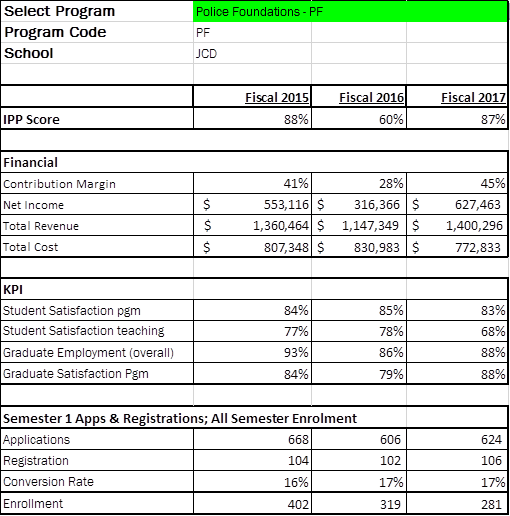 Select Program Police Foundations - PF
Program Code PF
School JCD
Fiscal 2015 Fiscal 2016 Fiscal 2017
IPP Score 88% 60% 87%
Financial
Contribution Margin 41% 28% 45%
Net Income $ 553,116 $ 316,366 $ 627,463
Total Revenue $ 1,360,464 $ 1,147,349 $ 1,400,296
Total Cost $ 807,348 $ 830,983 $ 772,833
KPI
Student Satisfaction pgm 84% 85% 83%
Student Satisfaction teaching 77% 78% 68%
Graduate Employment (overall) 93% 86% 88%
Graduate Satisfaction Pgm 84% 79% 88%
Semester 1 Apps & Registrations; All Semester Enrolment
Applications 668 606 624
Registration 104 102 106
Conversion Rate 16% 17% 17%
Enrollment 402 319 281